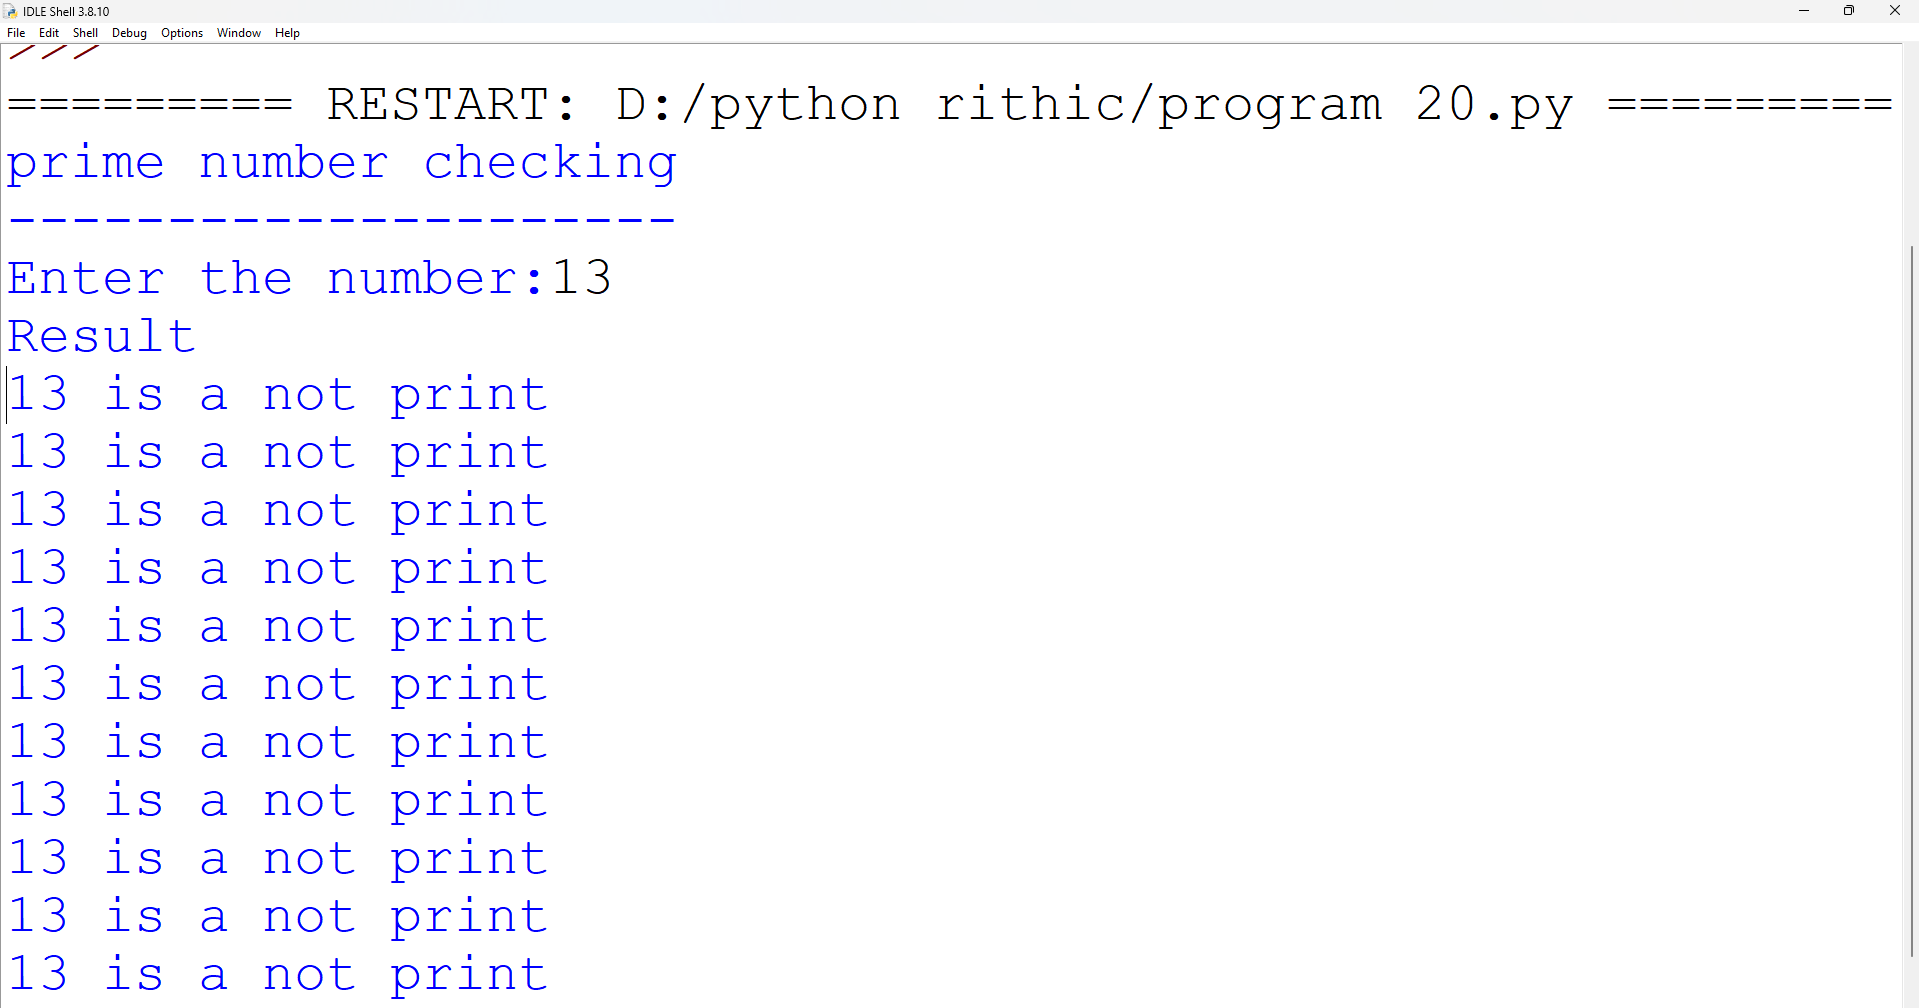 IDLE Shell 3.8.10
File Edit Shell Debug Options Window Help
>>>
========= RESTART: D:/python rithic/program 20.py =========
prime number checking
---------------------
Enter the number:13
Result
13 is a not print
13 is a not print
13 is a not print
13 is a not print
13 is a not print
13 is a not print
13 is a not print
13 is a not print
13 is a not print
13 is a not print
13 is a not print